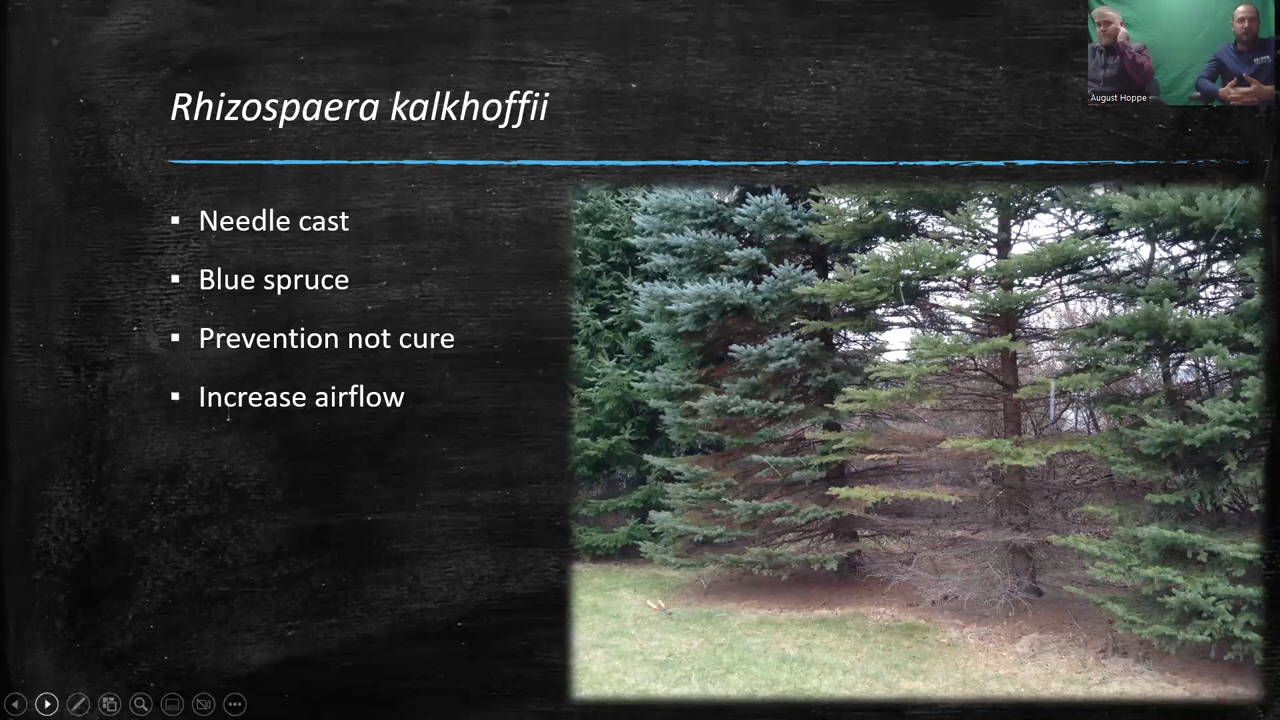 August Hoppe
Rhizospaera kalkhoffii
Needle cast
Blue spruce
Prevention not cure
Increase airflow